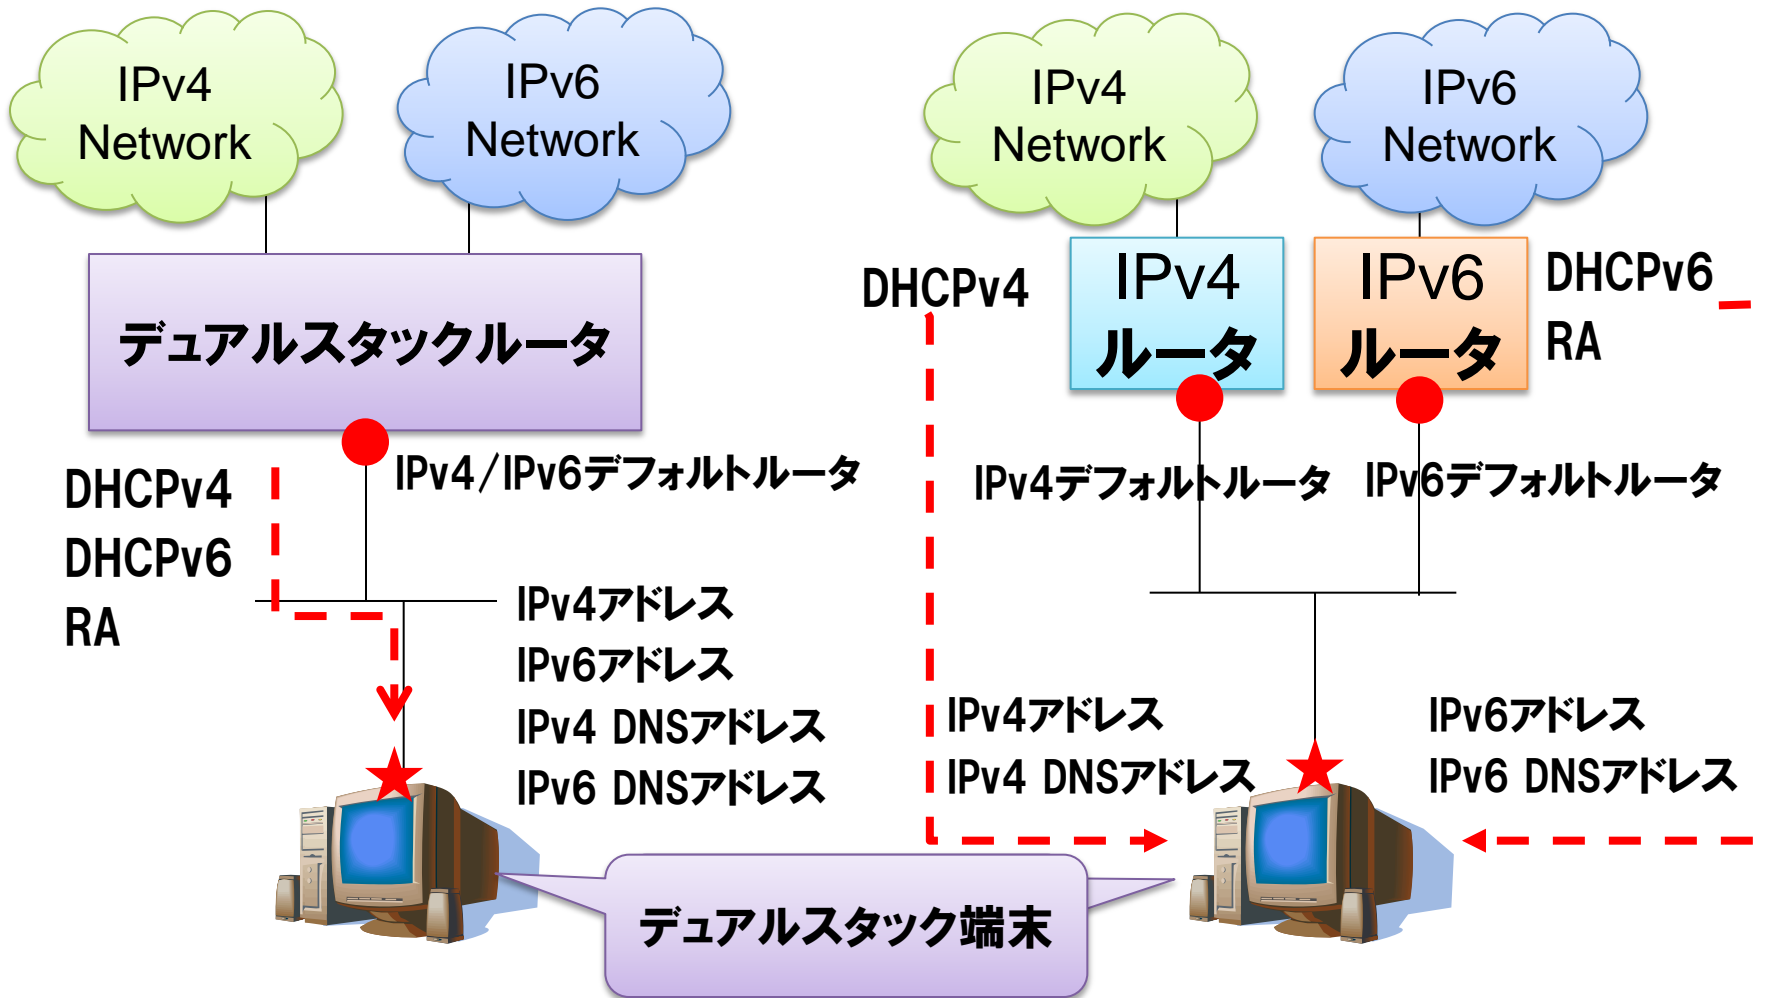 IPv4
Network
IPv6
Network
デュアルスタックルータ
IPv4/IPv6デフォルトルータ
DHCPv4
DHCPv6
RA
IPv4アドレス
IPv6アドレス
IPv4 DNSアドレス
IPv6 DNSアドレス
IPv4
Network
IPv6
Network
DHCPv4
IPv4
ルータ
IPv6
ルータ
DHCPv6
RA
IPv4デフォルトルータ
IPv6デフォルトルータ
IPv4アドレス
IPv4 DNSアドレス
IPv6アドレス
IPv6 DNSアドレス
デュアルスタック端末